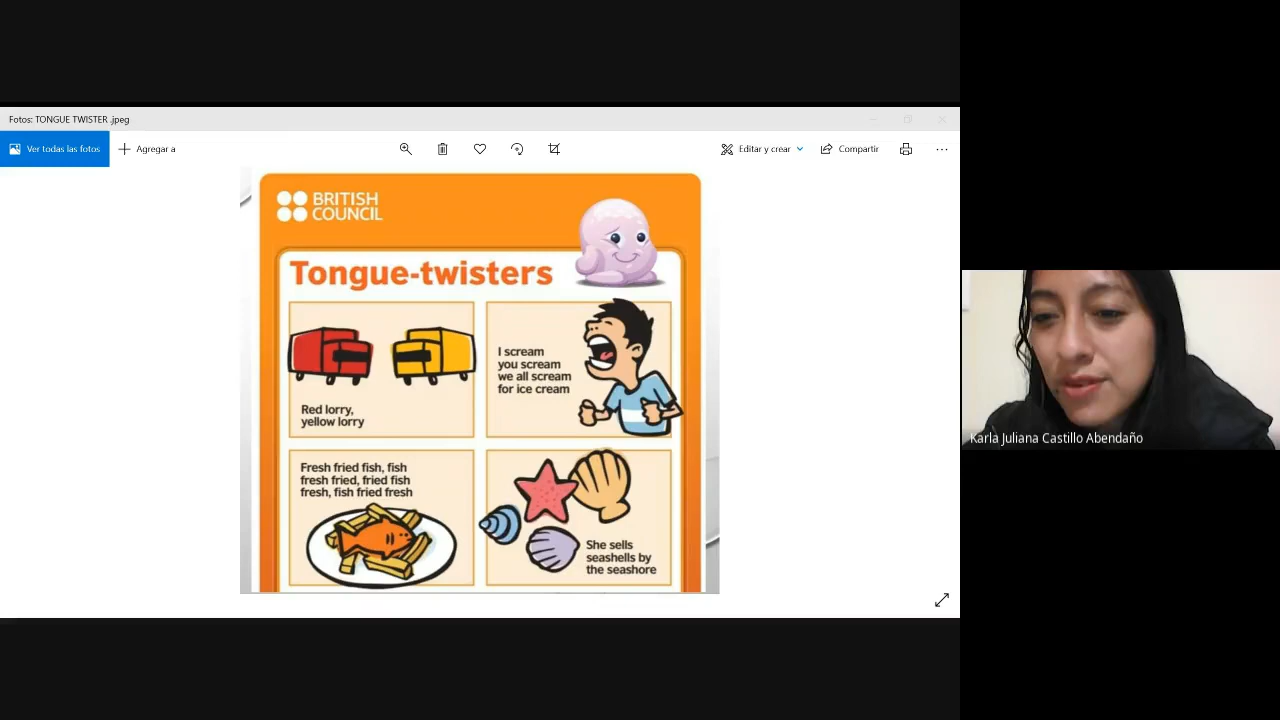 Fotos: TONGUE TWISTER .jpeg
Ver todas las fotos
Agregar a
Editar y crear
Compartir
BRITISH
COUNCIL
Tongue-twisters
Red lorry,
yellow lorry
I scream
you scream
we all scream
for ice cream
Fresh fried fish, fish
fresh fried, fried fish
fresh, fish fried fresh
She sells
seashells by
the seashore
Karla Juliana Castillo Abendaño